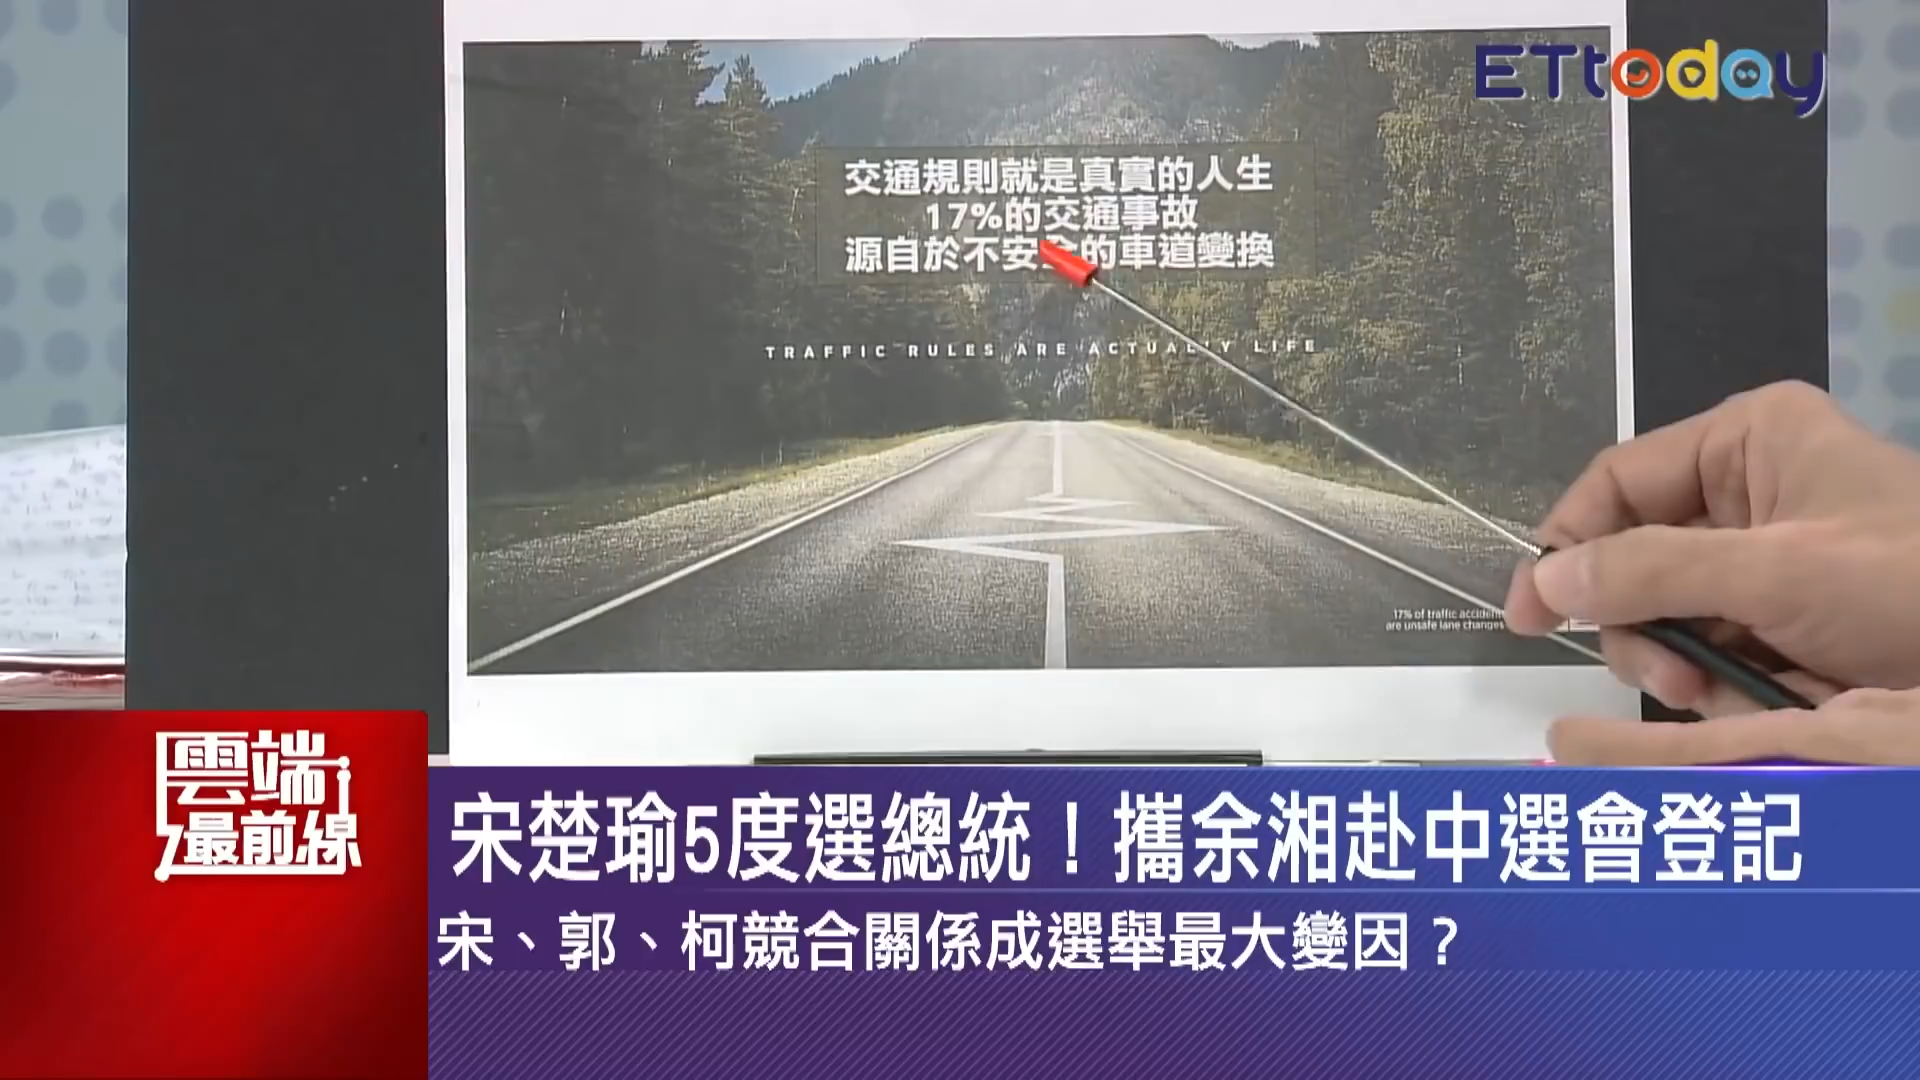 ETtoday
交通規則就是真實的人生
17%的交通事故
源自於不安全的車道變換
TRAFFIC RULES ARE ACTUALLY LIFE
17% of traffic accidents
are unsafe lane changes
雲端
最前線
宋楚瑜5度選總統！攜余湘赴中選會登記
宋、郭、柯競合關係成選舉最大變因？